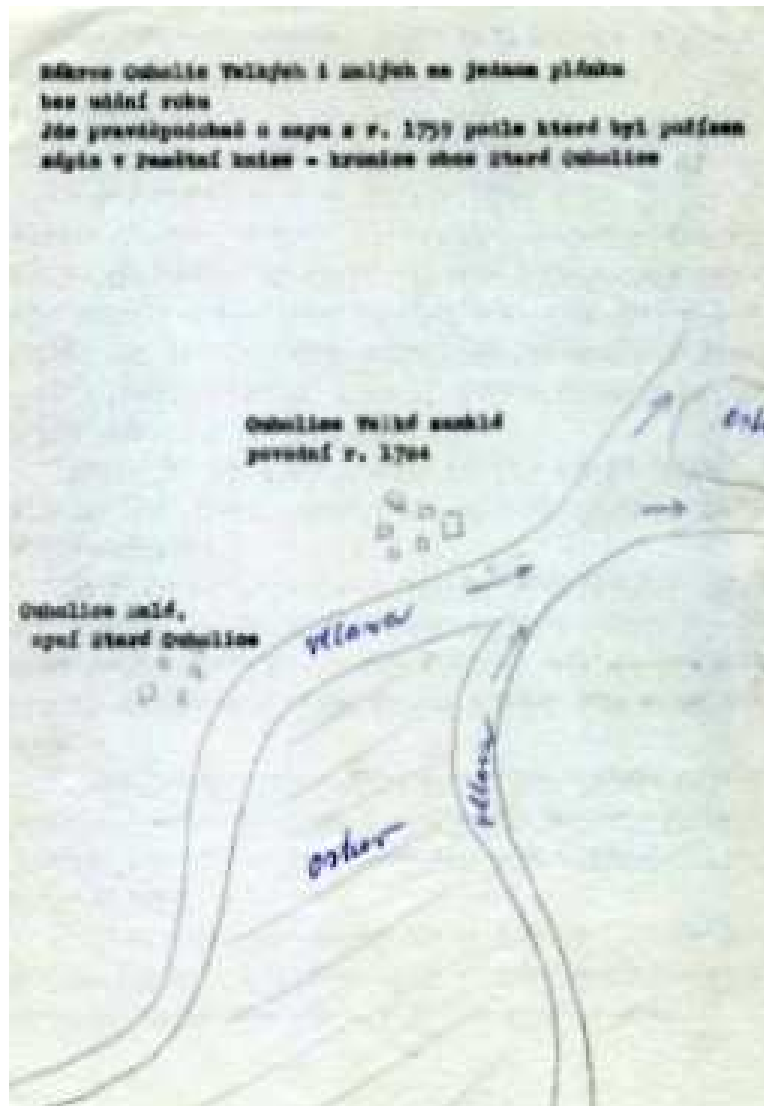 Nákres Ouholic Velkých i Malých na jednom plánku
bez udání roku
Jde pravděpodobně o mapu z r. 1759 podle které byl pořízen
zápis v Pamětní knize - kronice obce Staré Ouholice
Ouholice Velké zaniklé
povodní r. 1784
Ouholice Malé,
nyní Staré Ouholice
vltava
vltava
ostrov